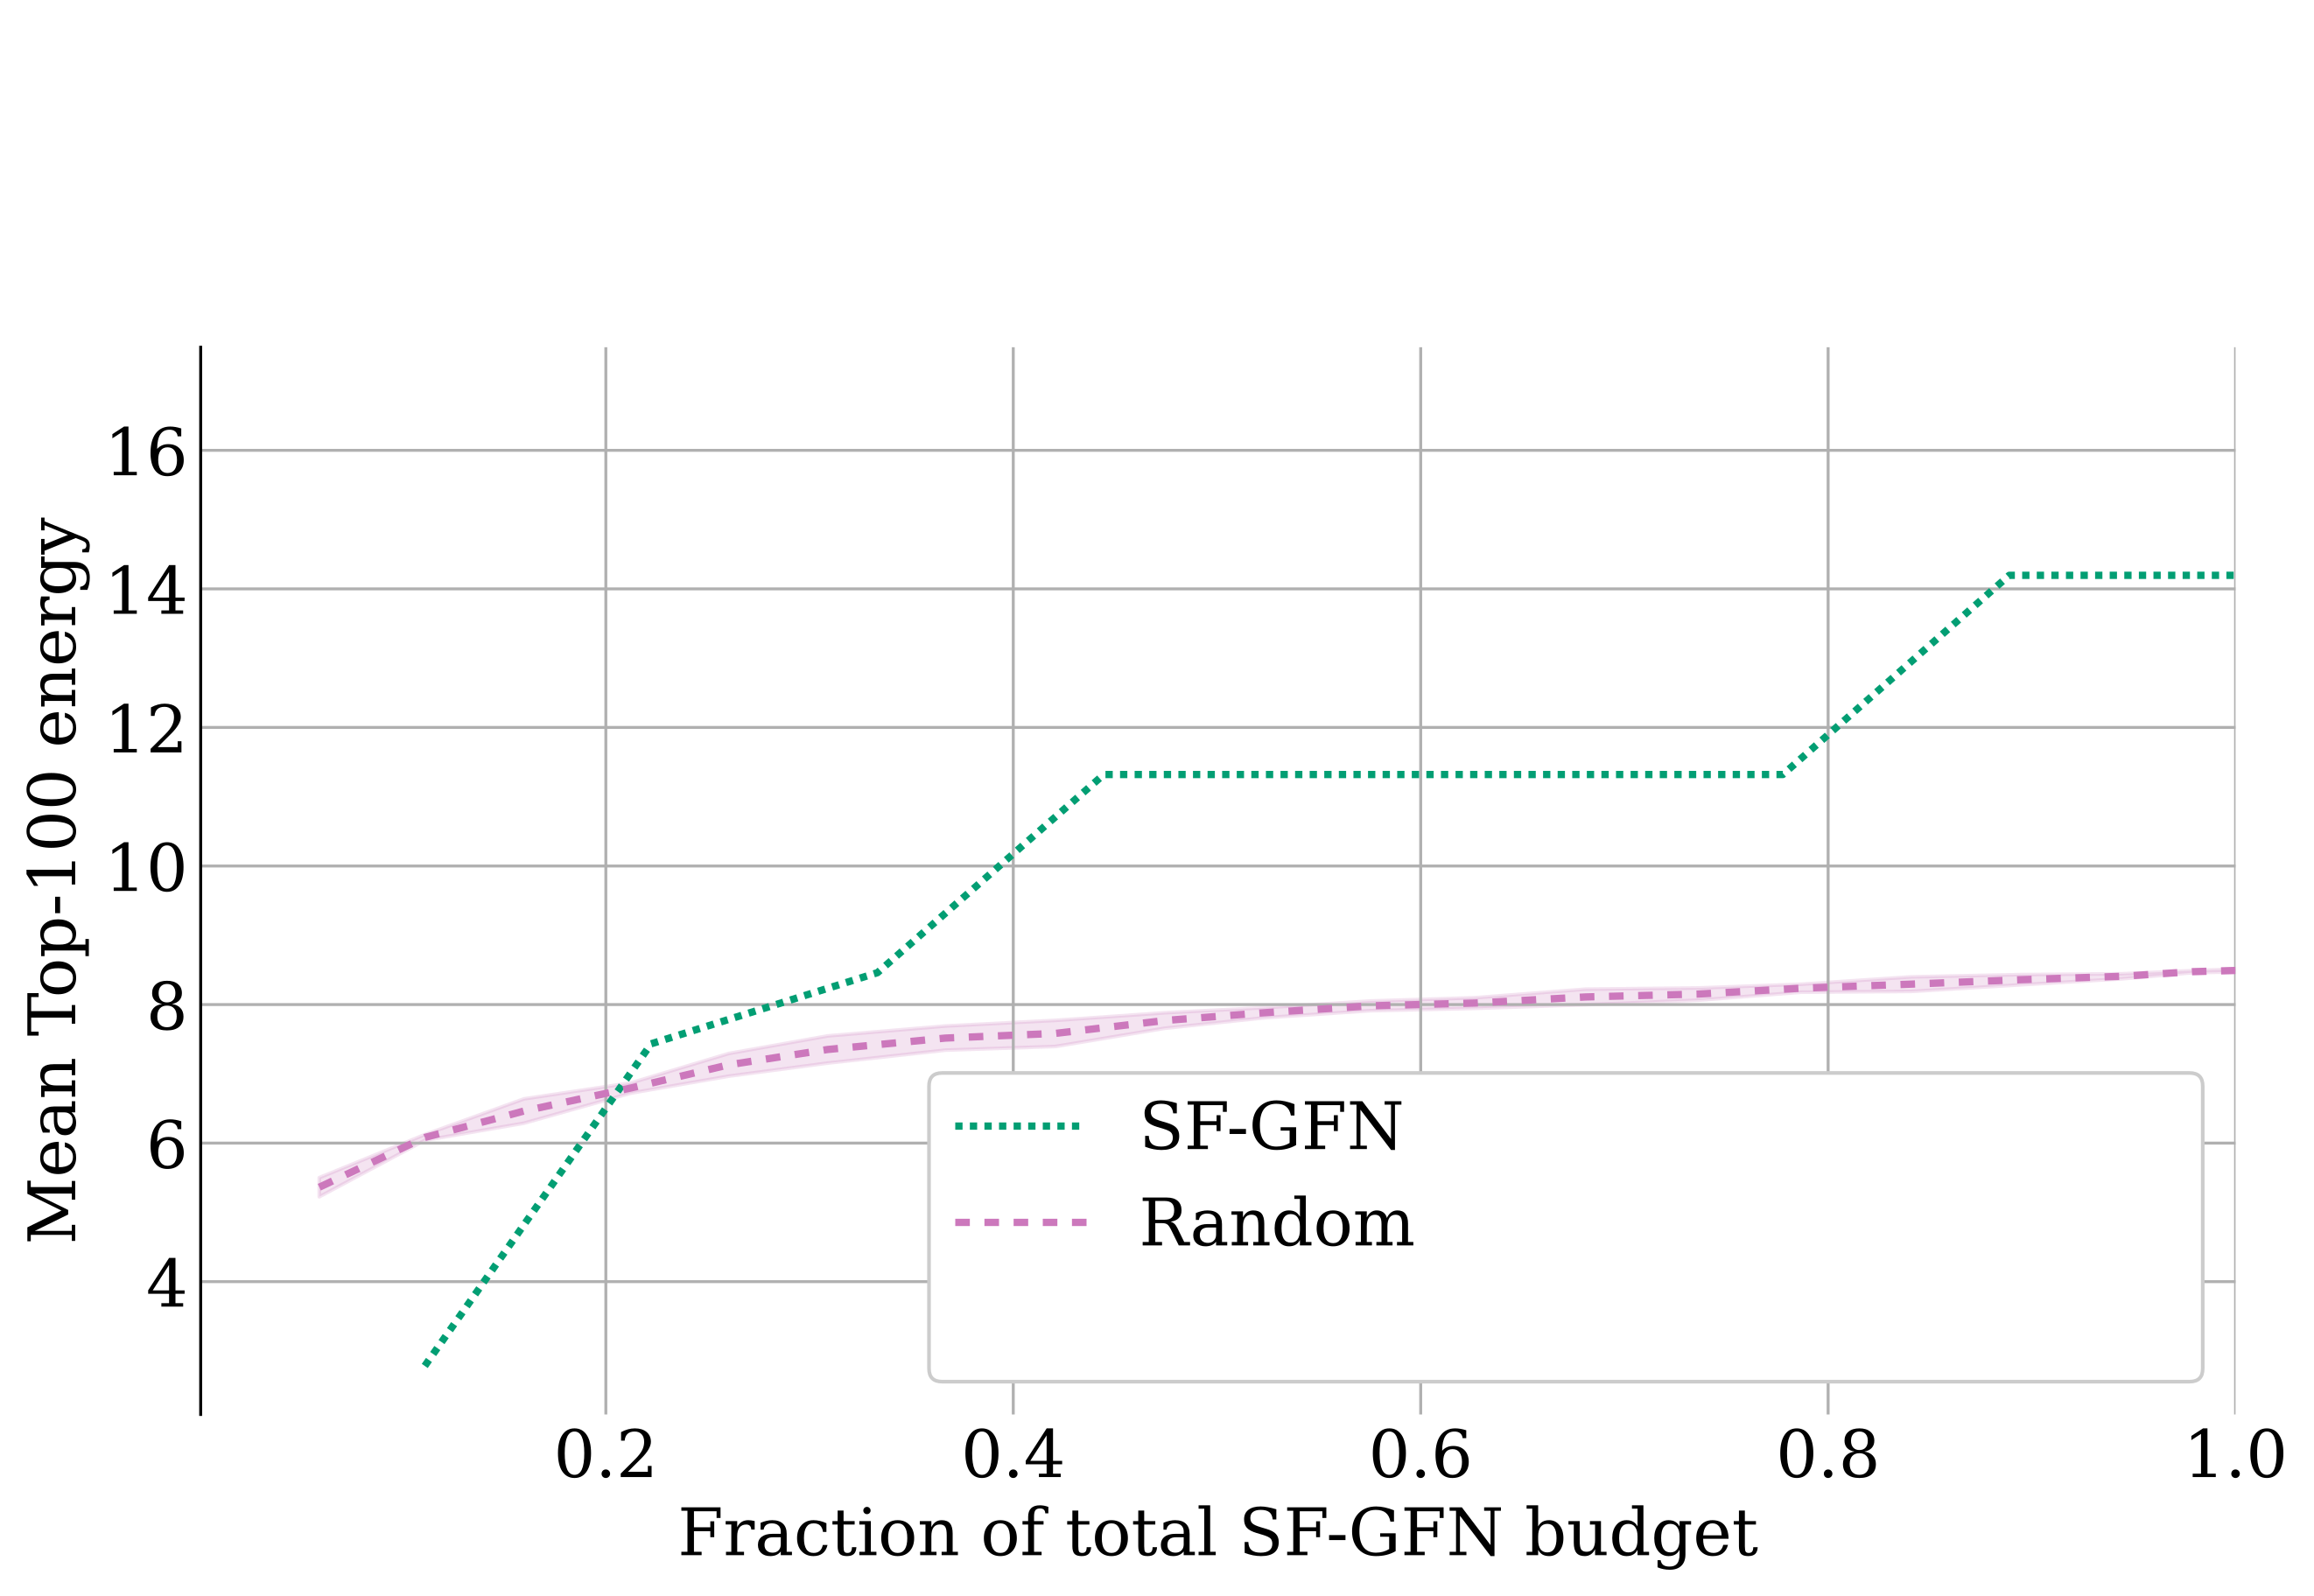 16
14
12
10
8
6
4
Mean Top-100 energy
SF-GFN
Random
0.2 0.4 0.6 0.8 1.0
Fraction of total SF-GFN budget